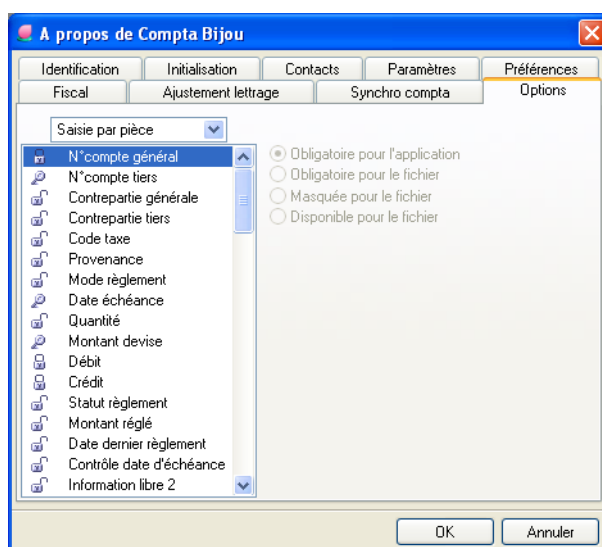 A propos de Compta Bijou
Identification Initialisation Contacts Paramètres Préférences
Fiscal Ajustement lettrage Synchro compta Options
Saisie par pièce
N°compte général
N°compte tiers
Contrepartie générale
Contrepartie tiers
Code taxe
Provenance
Mode règlement
Date échéance
Quantité
Montant devise
Débit
Crédit
Statut règlement
Montant réglé
Date dernier règlement
Contrôle date d'échéance
Information libre 2
Obligatoire pour l'application
Obligatoire pour le fichier
Masquée pour le fichier
Disponible pour le fichier
OK Annuler